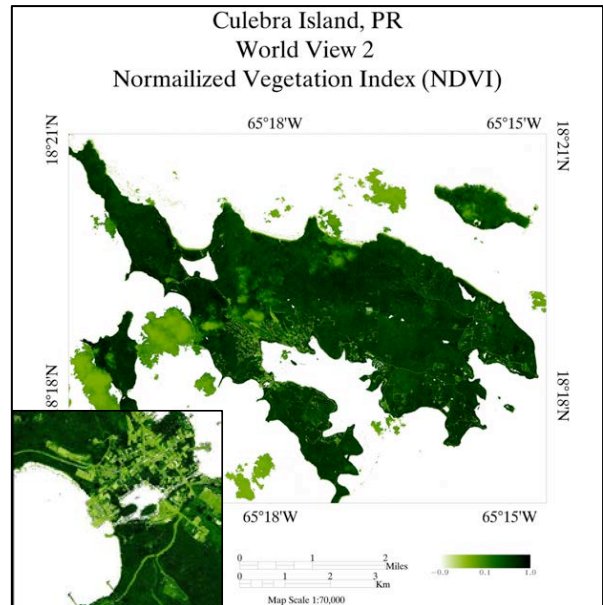 Culebra Island, PR
World View 2
Normailized Vegetation Index (NDVI)
65°18'W
65°15'W
18°21'N
18°21'N
8°18'N
18°18'N
65°18'W
65°15'W
0 1 2
Miles
Km
0 1 2 3
Map Scale 1:70,000
-0.9 0.1 1.0